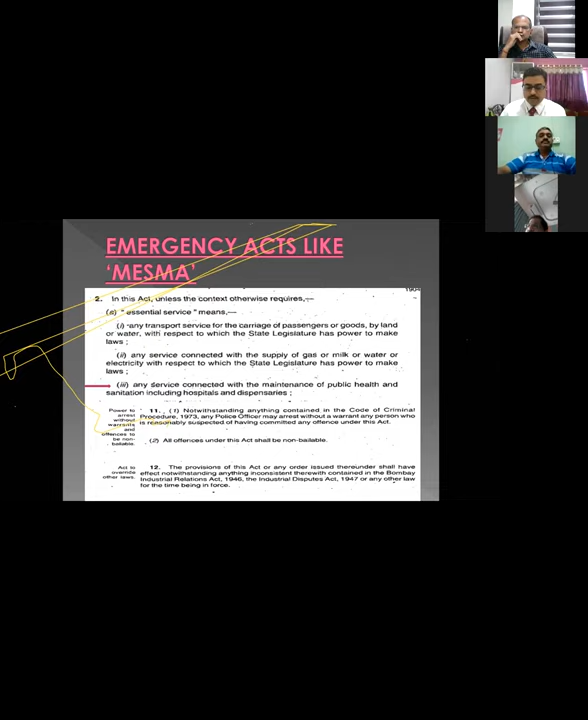 EMERGENCY ACTS LIKE
‘MESMA’
2. In this Act, unless the context otherwise requires,—
(a) " essential service " means,—
(i) any transport service for the carriage of passengers or goods, by land
or water, with respect to which the State Legislature has power to make
laws ;
(ii) any service connected with the supply of gas or milk or water or
electricity with respect to which the State Legislature has power to make
laws ;
(iii) any service connected with the maintenance of public health and
sanitation including hospitals and dispensaries ;
Power to
arrest
without
warrants
and
offences to
be non-
bailable.
11. (1) Notwithstanding anything contained in the Code of Criminal
Procedure, 1973, any Police Officer may arrest without a warrant any person who
is reasonably suspected of having committed any offence under this Act.
(2) All offences under this Act shall be non-bailable.
Act to
override
other laws.
12. The provisions of this Act or any order issued thereunder shall have
effect notwithstanding anything inconsistent therewith contained in the Bombay
Industrial Relations Act, 1946, the Industrial Disputes Act, 1947 or any other law
for the time being in force.